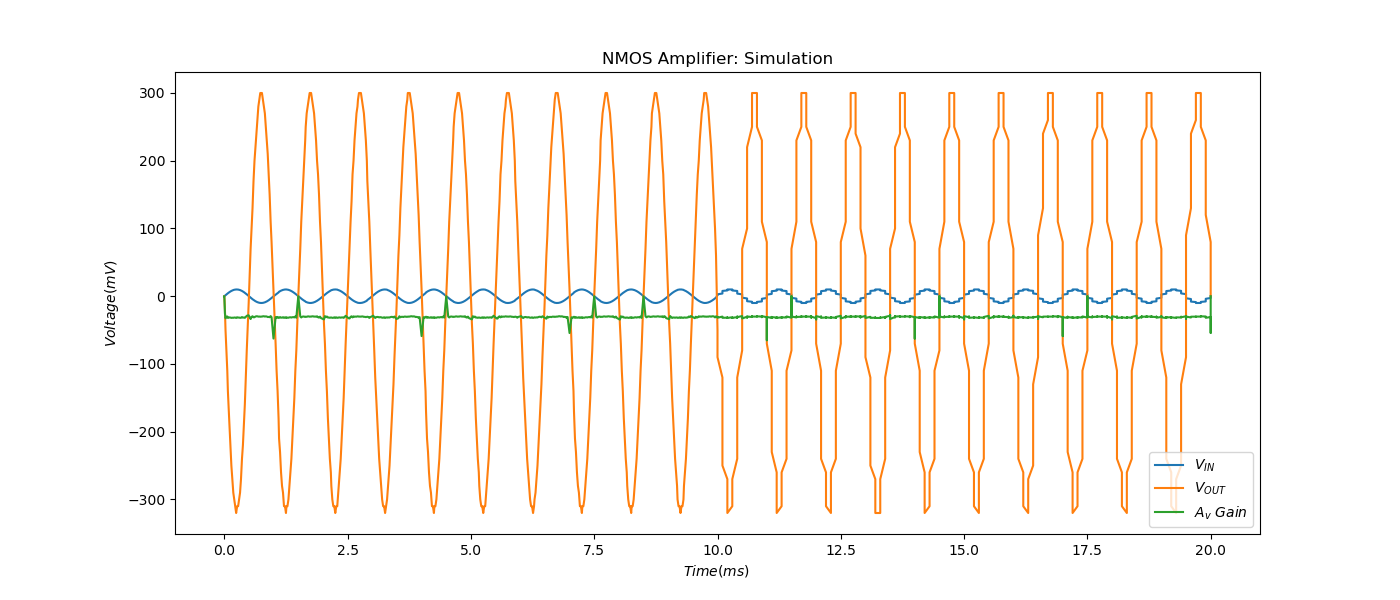 NMOS Amplifier: Simulation
Voltage(mV)
300
200
100
0
−100
−200
−300
0.0 2.5 5.0 7.5 10.0 12.5 15.0 17.5 20.0
Time(ms)
V_IN
V_OUT
A_v Gain